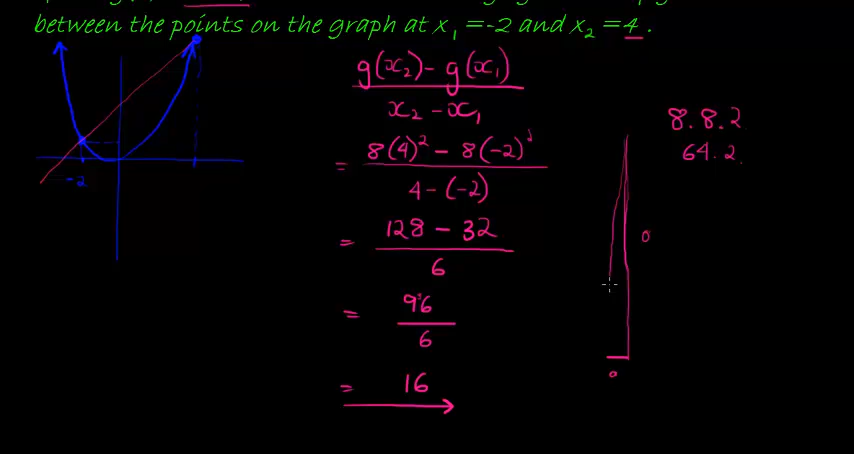 between the points on the graph at x₁ =-2 and x₂ =4.
g(x₂)- g(x₁)
x₂ - x₁
= 8(4)² - 8(-2)²
4-(-2)
= 128 - 32
6
= 96
6
= 16
-2
8.8.2
64.2.
0
0